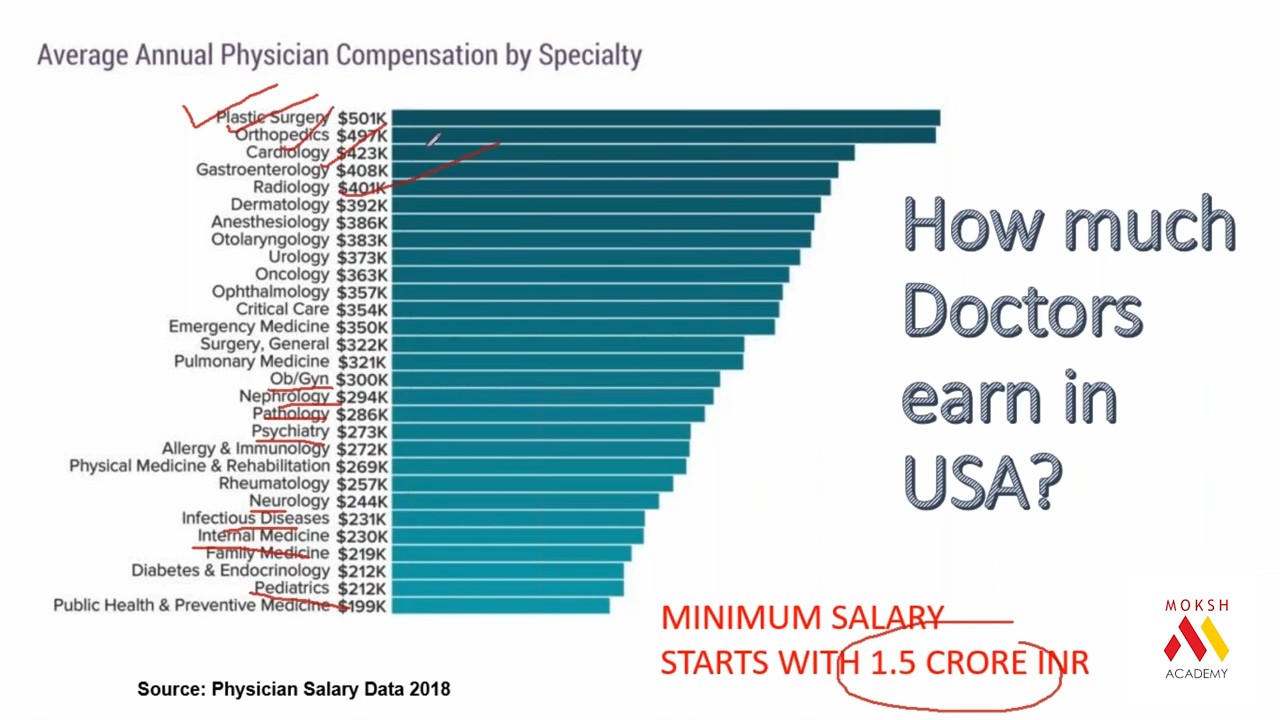 Average Annual Physician Compensation by Specialty
Plastic Surgery $501K
Orthopedics $497K
Cardiology $423K
Gastroenterology $408K
Radiology $401K
Dermatology $392K
Anesthesiology $386K
Otolaryngology $383K
Urology $373K
Oncology $363K
Ophthalmology $357K
Critical Care $354K
Emergency Medicine $350K
Surgery, General $322K
Pulmonary Medicine $321K
Ob/Gyn $300K
Nephrology $294K
Pathology $286K
Psychiatry $273K
Allergy & Immunology $272K
Physical Medicine & Rehabilitation $269K
Rheumatology $257K
Neurology $244K
Infectious Diseases $231K
Internal Medicine $230K
Family Medicine $219K
Diabetes & Endocrinology $212K
Pediatrics $212K
Public Health & Preventive Medicine $199K
How much
Doctors
earn in
USA?
MINIMUM SALARY
STARTS WITH 1.5 CRORE INR
Source: Physician Salary Data 2018
MOKSH
ACADEMY